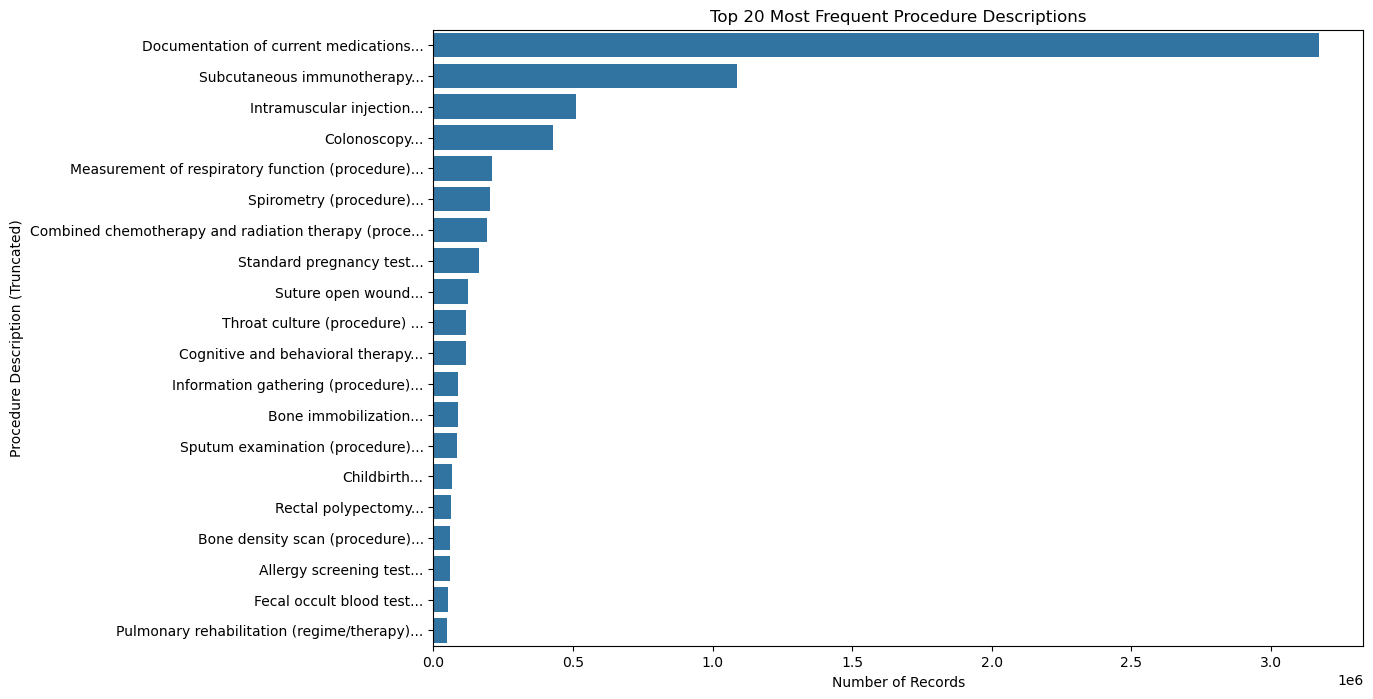 Top 20 Most Frequent Procedure Descriptions
Procedure Description (Truncated)
Documentation of current medications...
Subcutaneous immunotherapy...
Intramuscular injection...
Colonoscopy...
Measurement of respiratory function (procedure)...
Spirometry (procedure)...
Combined chemotherapy and radiation therapy (proce...
Standard pregnancy test...
Suture open wound...
Throat culture (procedure) ...
Cognitive and behavioral therapy...
Information gathering (procedure)...
Bone immobilization...
Sputum examination (procedure)...
Childbirth...
Rectal polypectomy...
Bone density scan (procedure)...
Allergy screening test...
Fecal occult blood test...
Pulmonary rehabilitation (regime/therapy)...
0.0 0.5 1.0 1.5 2.0 2.5 3.0
1e6
Number of Records